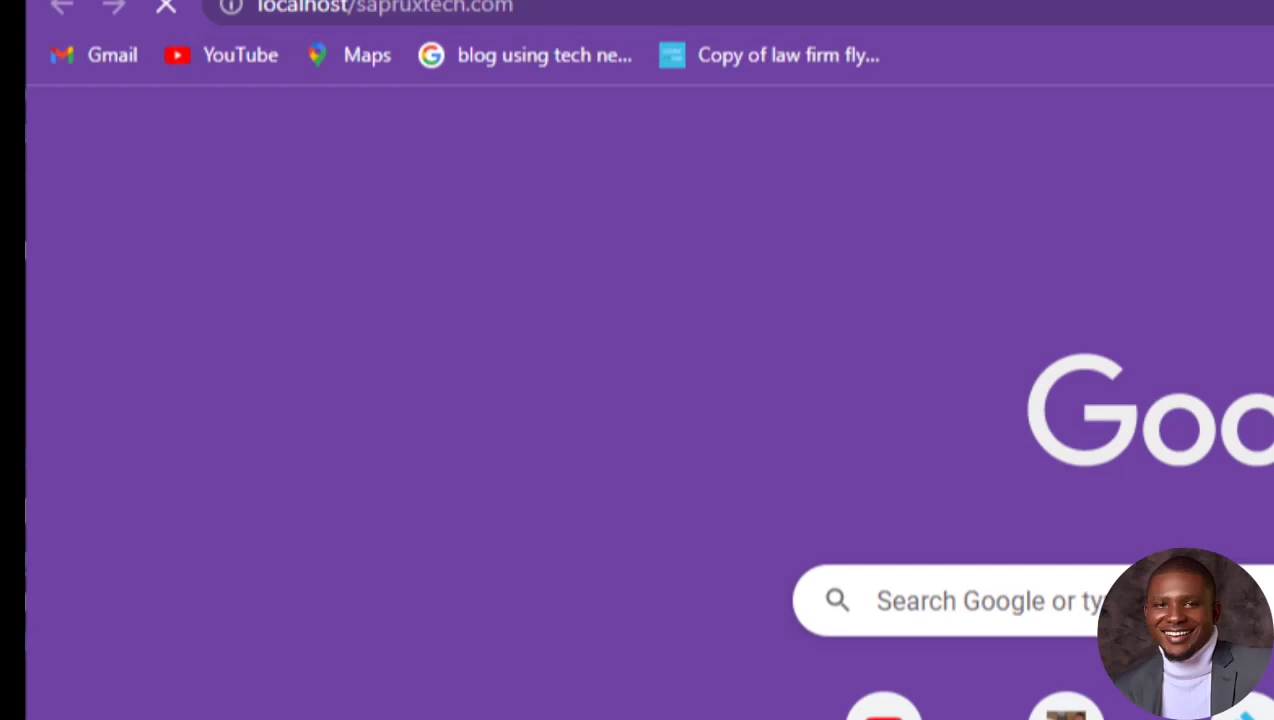 localhost/sapruxtech.com
Gmail YouTube Maps blog using tech ne... Copy of law firm fly...
Goo
Search Google or ty